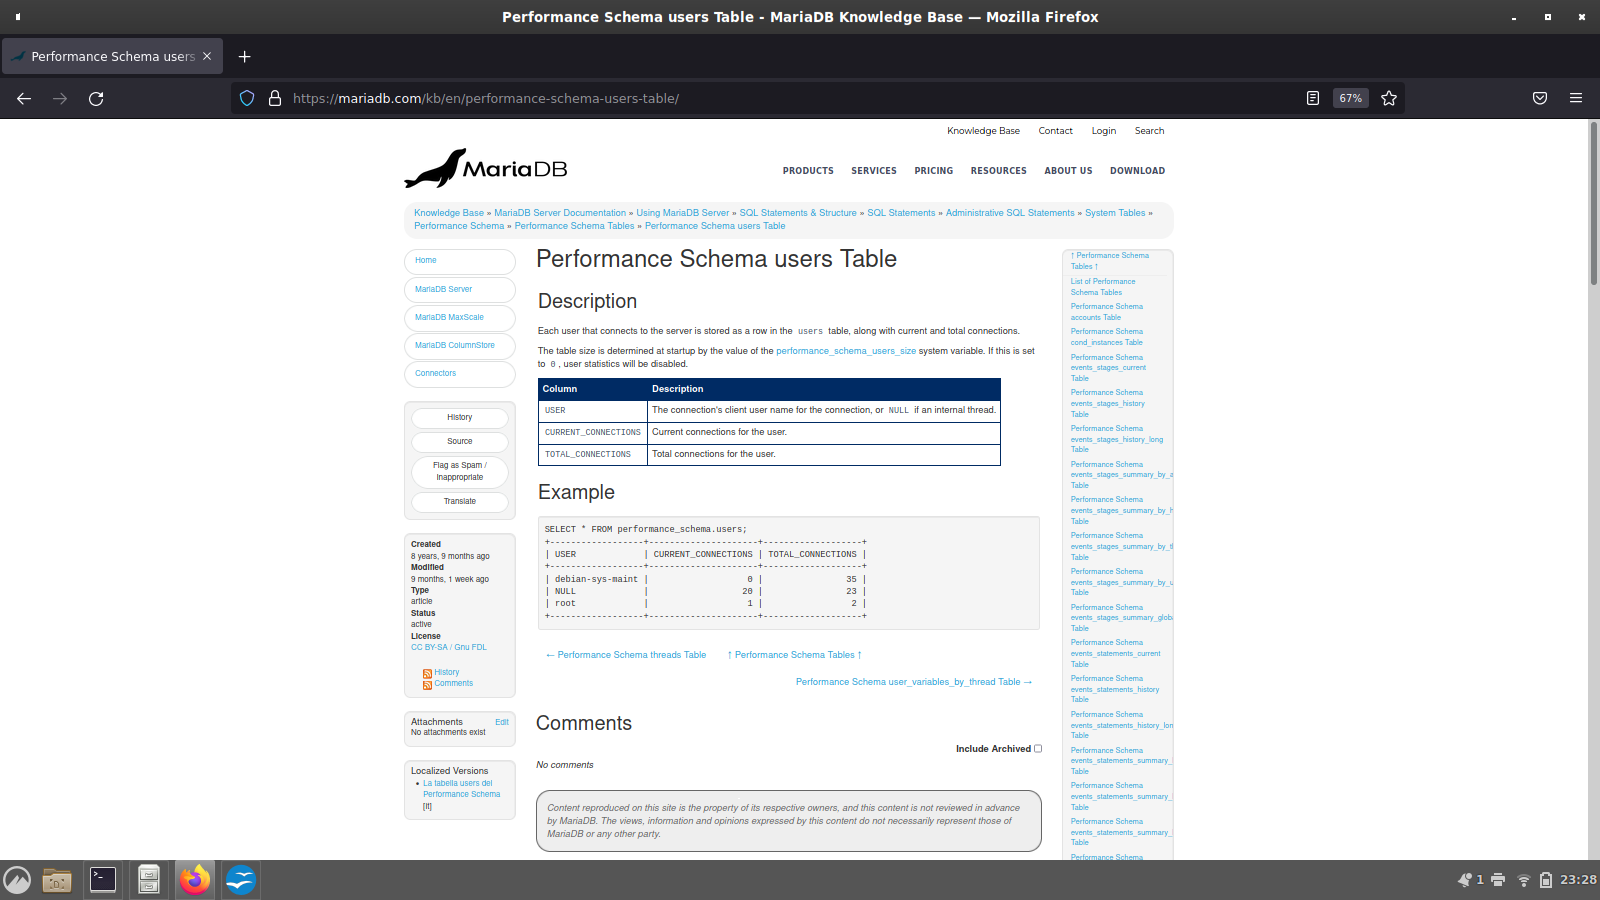 Performance Schema users Table - MariaDB Knowledge Base — Mozilla Firefox
Performance Schema users
https://mariadb.com/kb/en/performance-schema-users-table/
67%
Knowledge Base Contact Login Search
MariaDB
PRODUCTS SERVICES PRICING RESOURCES ABOUT US DOWNLOAD
Knowledge Base » MariaDB Server Documentation » Using MariaDB Server » SQL Statements & Structure » SQL Statements » Administrative SQL Statements » System Tables »
Performance Schema » Performance Schema Tables » Performance Schema users Table
Home
MariaDB Server
MariaDB MaxScale
MariaDB ColumnStore
Connectors
History
Source
Flag as Spam /
Inappropriate
Translate
Created
8 years, 9 months ago
Modified
9 months, 1 week ago
Type
article
Status
active
License
CC BY-SA / Gnu FDL
History
Comments
Attachments Edit
No attachments exist
Localized Versions
• La tabella users del
Performance Schema
[it]
Performance Schema users Table
Description
Each user that connects to the server is stored as a row in the users table, along with current and total connections.
The table size is determined at startup by the value of the performance_schema_users_size system variable. If this is set
to 0, user statistics will be disabled.
Column Description
USER The connection's client user name for the connection, or NULL if an internal thread.
CURRENT_CONNECTIONS Current connections for the user.
TOTAL_CONNECTIONS Total connections for the user.
Example
SELECT * FROM performance_schema.users;
+------------------+---------------------+-------------------+
| USER             | CURRENT_CONNECTIONS | TOTAL_CONNECTIONS |
+------------------+---------------------+-------------------+
| debian-sys-maint |                   0 |                35 |
| NULL             |                  20 |                23 |
| root             |                   1 |                 2 |
+------------------+---------------------+-------------------+
← Performance Schema threads Table ↑ Performance Schema Tables ↑
Performance Schema user_variables_by_thread Table →
Comments
Include Archived
No comments
Content reproduced on this site is the property of its respective owners, and this content is not reviewed in advance
by MariaDB. The views, information and opinions expressed by this content do not necessarily represent those of
MariaDB or any other party.
↑ Performance Schema
Tables ↑
List of Performance
Schema Tables
Performance Schema
accounts Table
Performance Schema
cond_instances Table
Performance Schema
events_stages_current
Table
Performance Schema
events_stages_history
Table
Performance Schema
events_stages_history_long
Table
Performance Schema
events_stages_summary_by_a
Table
Performance Schema
events_stages_summary_by_h
Table
Performance Schema
events_stages_summary_by_t
Table
Performance Schema
events_stages_summary_by_u
Table
Performance Schema
events_stages_summary_glob
Table
Performance Schema
events_statements_current
Table
Performance Schema
events_statements_history
Table
Performance Schema
events_statements_history_lon
Table
Performance Schema
events_statements_summary_
Table
Performance Schema
events_statements_summary_
Table
Performance Schema
events_statements_summary_
Table
Performance Schema
1
23:28